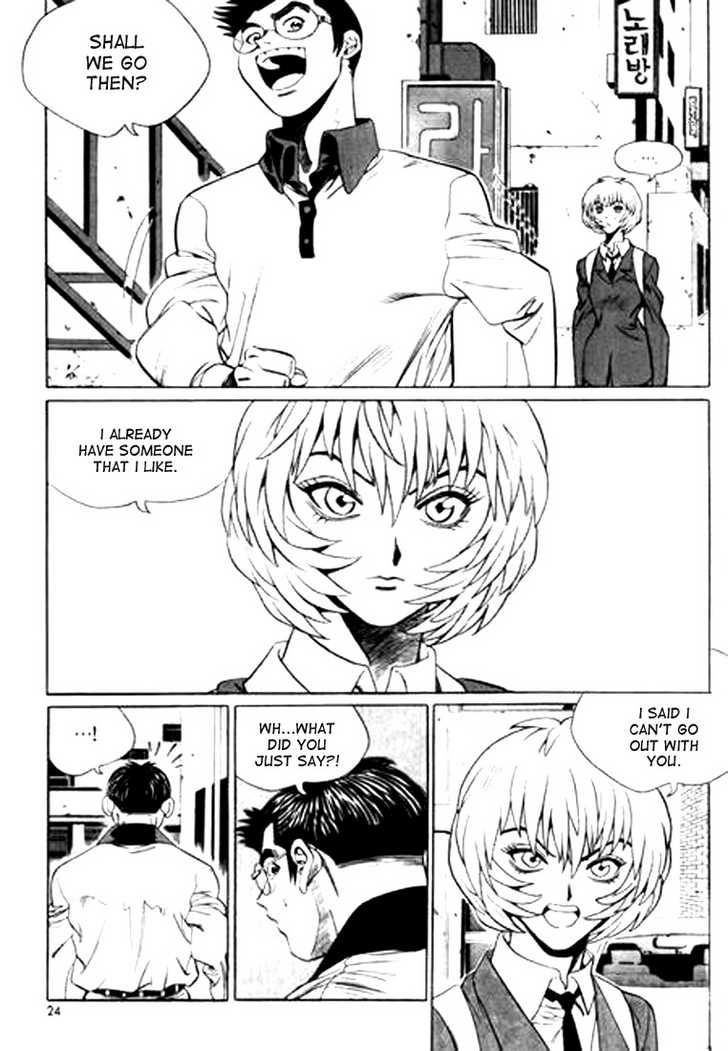 SHALL
WE GO
THEN?
노래방
...
I ALREADY
HAVE SOMEONE
THAT I LIKE.
...!
WH...WHAT
DID YOU
JUST SAY?!
I SAID I
CAN'T GO
OUT WITH
YOU.
24